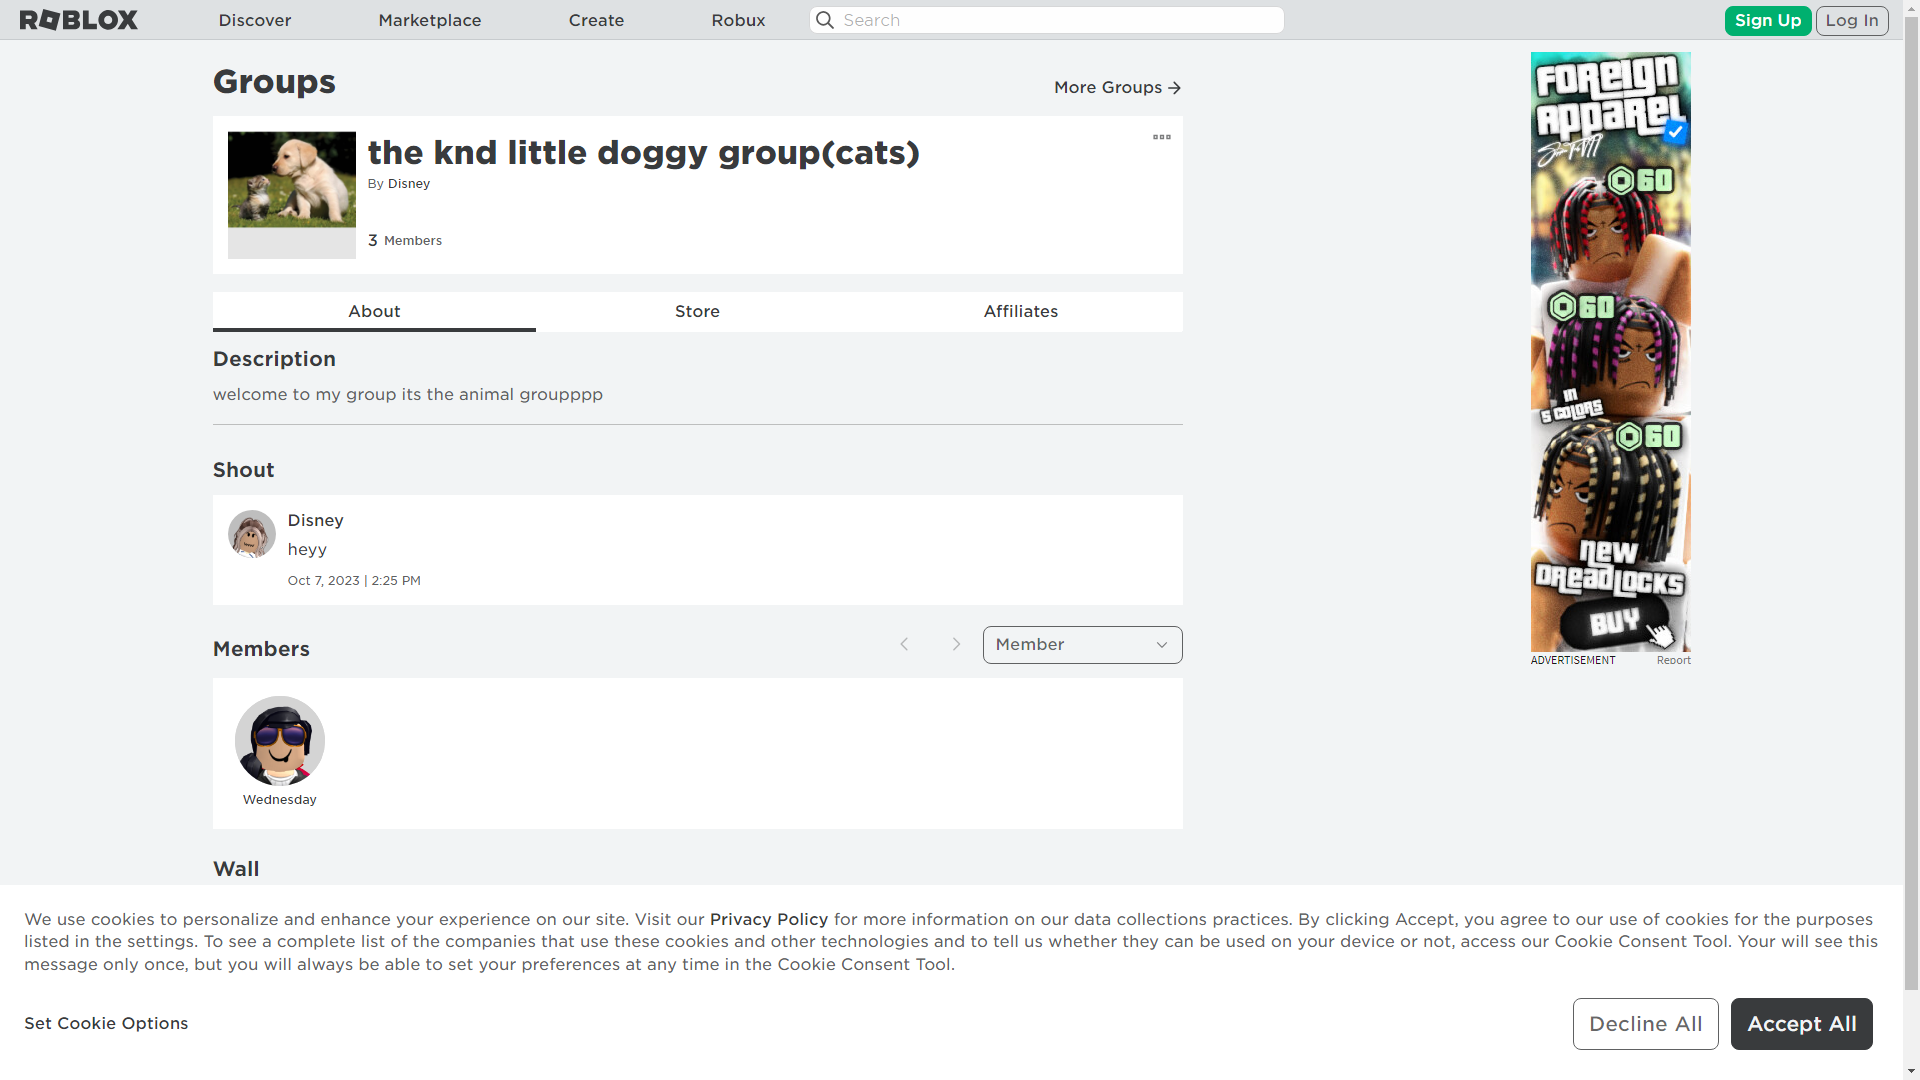 ROBLOX
Discover
Marketplace
Create
Robux
Search
Sign Up
Log In
Groups
More Groups
the knd little doggy group(cats)
By Disney
3 Members
About
Store
Affiliates
Description
welcome to my group its the animal groupppp
Shout
Disney
heyy
Oct 7, 2023 | 2:25 PM
Members
Member
Wednesday
Wall
FOREIGN
APPAREL
60
60
IN
5 COLORS
60
NEW
DREADLOCKS
BUY
ADVERTISEMENT
Report
We use cookies to personalize and enhance your experience on our site. Visit our Privacy Policy for more information on our data collections practices. By clicking Accept, you agree to our use of cookies for the purposes
listed in the settings. To see a complete list of the companies that use these cookies and other technologies and to tell us whether they can be used on your device or not, access our Cookie Consent Tool. Your will see this
message only once, but you will always be able to set your preferences at any time in the Cookie Consent Tool.
Set Cookie Options
Decline All
Accept All